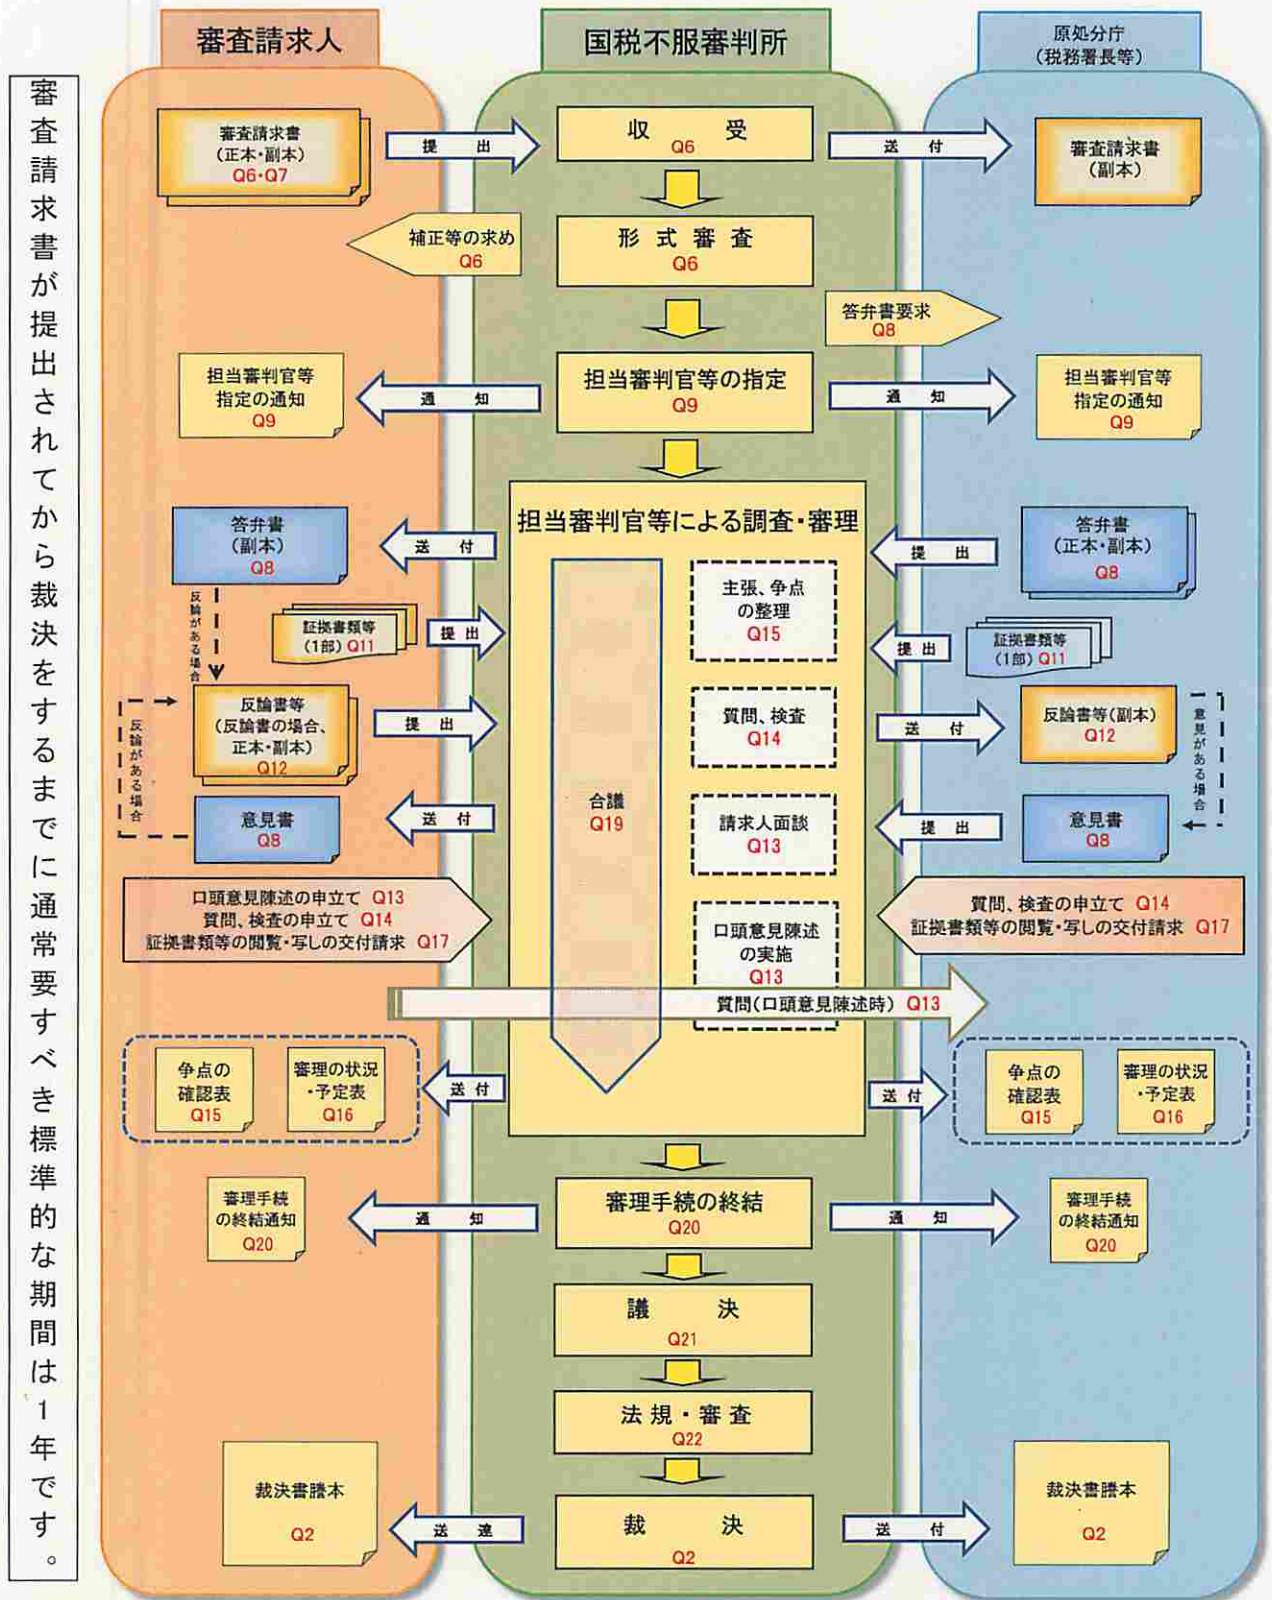 審査請求人
国税不服審判所
原処分庁
(税務署長等)
審査請求書が提出されてから裁決をするまでに通常要すべき標準的な期間は1年です。
審査請求書
(正本・副本)
Q6・Q7
提出
収受
Q6
送付
審査請求書
(副本)
補正等の求め
Q6
形式審査
Q6
答弁書要求
Q8
担当審判官等
指定の通知
Q9
通知
担当審判官等の指定
Q9
通知
担当審判官等
指定の通知
Q9
担当審判官等による調査・審理
答弁書
(副本)
Q8
送付
提出
答弁書
(正本・副本)
Q8
反論がある場合
証拠書類等
(1部) Q11
提出
合議
Q19
主張、争点
の整理
Q15
提出
証拠書類等
(1部) Q11
反論書等
(反論書の場合、
正本・副本)
Q12
提出
質問、検査
Q14
送付
反論書等(副本)
Q12
意見がある場合
反論がある場合
意見書
Q8
送付
請求人面談
Q13
提出
意見書
Q8
口頭意見陳述の申立て Q13
質問、検査の申立て Q14
証拠書類等の閲覧・写しの交付請求 Q17
口頭意見陳述
の実施
Q13
質問、検査の申立て Q14
証拠書類等の閲覧・写しの交付請求 Q17
質問(口頭意見陳述時) Q13
争点の
確認表
Q15
審理の状況
・予定表
Q16
送付
送付
争点の
確認表
Q15
審理の状況
・予定表
Q16
審理手続
の終結通知
Q20
通知
審理手続の終結
Q20
通知
審理手続
の終結通知
Q20
議決
Q21
法規・審査
Q22
裁決書謄本
Q2
送達
裁決
Q2
送付
裁決書謄本
Q2